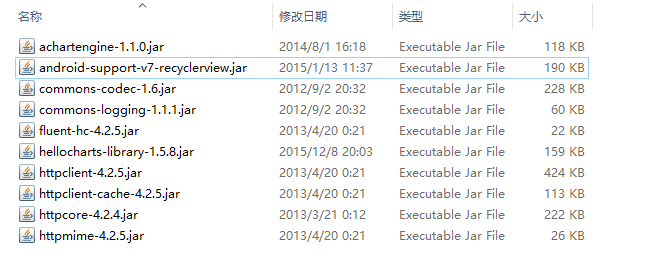 名称 修改日期 类型 大小
achartengine-1.1.0.jar 2014/8/1 16:18 Executable Jar File 118 KB
android-support-v7-recyclerview.jar 2015/1/13 11:37 Executable Jar File 190 KB
commons-codec-1.6.jar 2012/9/2 20:32 Executable Jar File 228 KB
commons-logging-1.1.1.jar 2012/9/2 20:32 Executable Jar File 60 KB
fluent-hc-4.2.5.jar 2013/4/20 0:21 Executable Jar File 22 KB
hellocharts-library-1.5.8.jar 2015/12/8 20:03 Executable Jar File 159 KB
httpclient-4.2.5.jar 2013/4/20 0:21 Executable Jar File 424 KB
httpclient-cache-4.2.5.jar 2013/4/20 0:21 Executable Jar File 113 KB
httpcore-4.2.4.jar 2013/3/21 0:12 Executable Jar File 222 KB
httpmime-4.2.5.jar 2013/4/20 0:21 Executable Jar File 26 KB